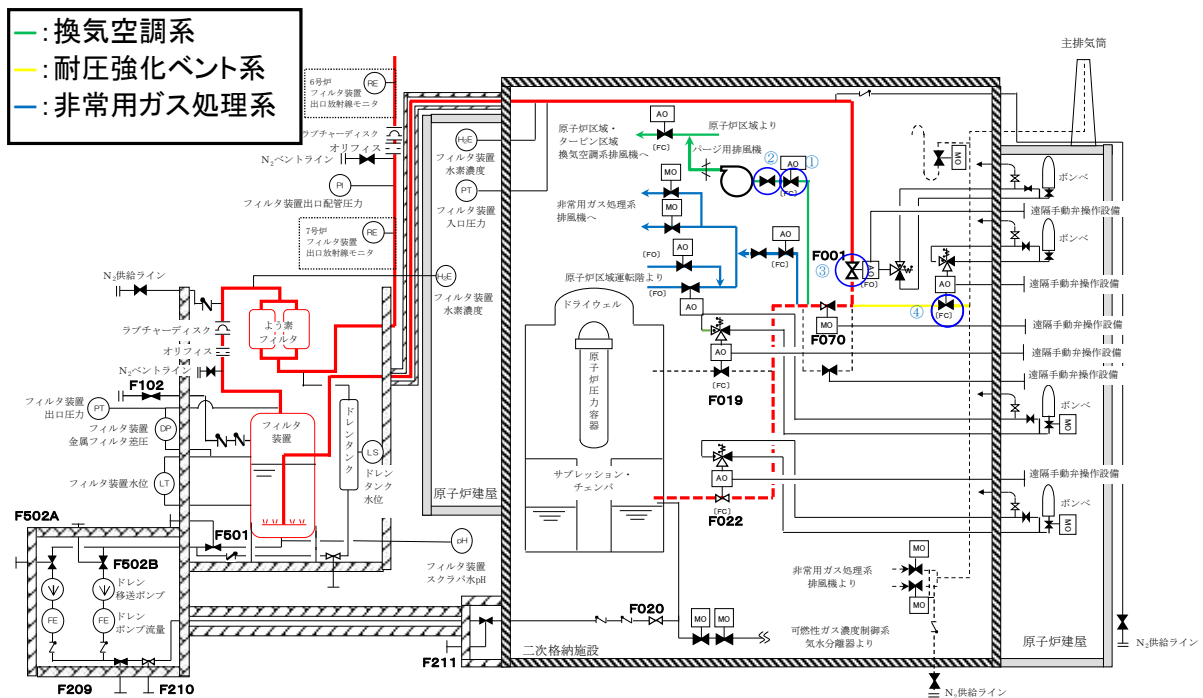 :換気空調系
:耐圧強化ベント系
:非常用ガス処理系
主排気筒
6号炉
フィルタ装置
出口放射線モニタ
RE
ラプチャーディスク
オリフィス
N₂ベントライン
PI
フィルタ装置出口配管圧力
7号炉
フィルタ装置
出口放射線モニタ
RE
H₂E
フィルタ装置
水素濃度
PT
フィルタ装置
入口圧力
H₂E
フィルタ装置
水素濃度
原子炉区域・
タービン区域
換気空調系排風機へ
AO
[FC]
原子炉区域より
パージ用排風機
②
①
AO
[FC]
MO
非常用ガス処理系
排風機へ
MO
AO
[FO]
原子炉区域運転階より
[FO]
AO
AO
[FC]
F001
③
AO
[FO]
MO
AO
④
[FC]
ボンベ
遠隔手動弁操作設備
ボンベ
遠隔手動弁操作設備
MO
F070
遠隔手動弁操作設備
遠隔手動弁操作設備
遠隔手動弁操作設備
ボンベ
MO
遠隔手動弁操作設備
ボンベ
MO
N₂供給ライン
ラプチャーディスク
オリフィス
N₂ベントライン
よう素
フィルタ
F102
フィルタ装置
出口圧力
PT
DP
フィルタ装置
金属フィルタ差圧
LT
フィルタ装置水位
フィルタ
装置
ドレンタンク
LS
ドレン
タンク
水位
原子炉建屋
ドライウェル
原子炉圧力容器
サプレッション・
チェンバ
AO
[FC]
F019
AO
[FC]
F022
F502A
F501
F502B
ドレン
移送ポンプ
FE
FE
ドレン
ポンプ流量
pH
フィルタ装置
スクラバ水pH
F209
F210
F211
F020
MO
MO
二次格納施設
可燃性ガス濃度制御系
気水分離器より
非常用ガス処理系
排風機より
MO
MO
N₂供給ライン
原子炉建屋
N₂供給ライン